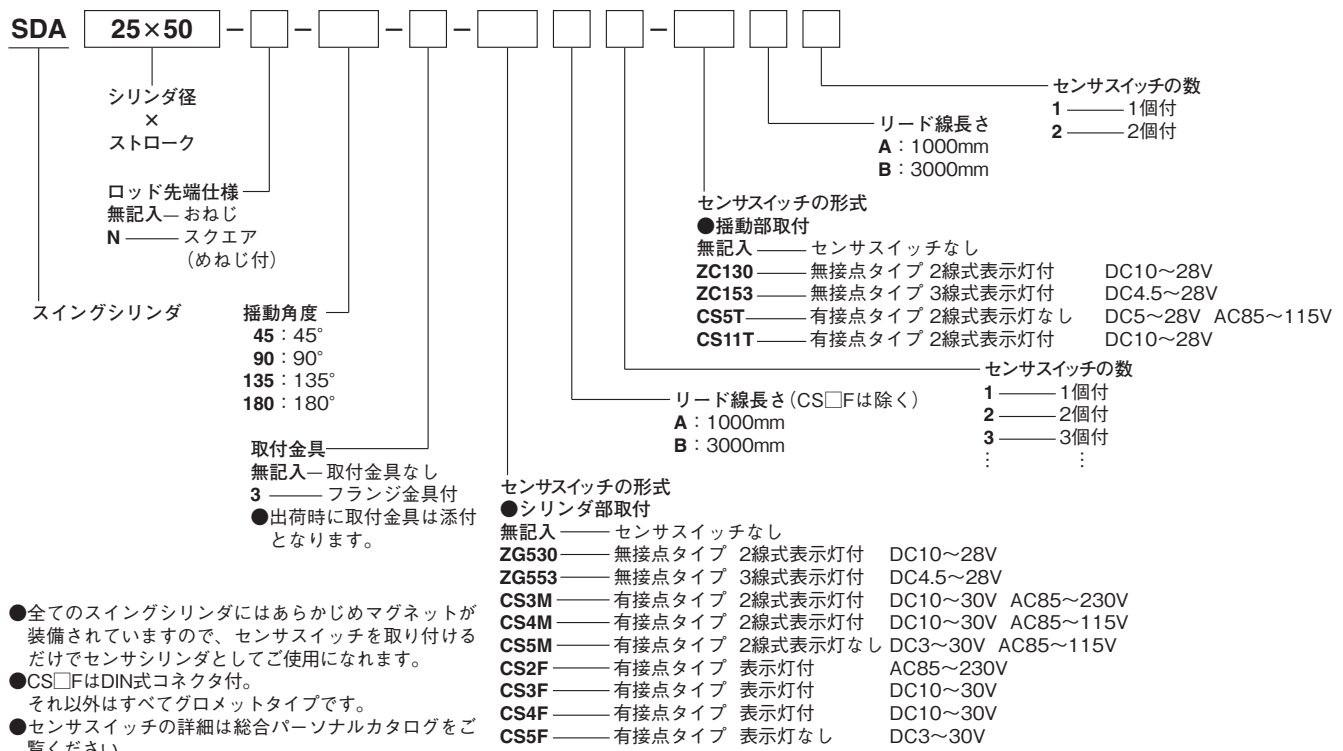 SDA 25×50 － － － － －
シリンダ径
×
ストローク
ロッド先端仕様
無記入―おねじ
N ―― スクエア
(めねじ付)
スイングシリンダ
揺動角度
45：45°
90：90°
135：135°
180：180°
取付金具
無記入―取付金具なし
3 ―― フランジ金具付
●出荷時に取付金具は添付
となります。
センサスイッチの数
1 ―― 1個付
2 ―― 2個付
リード線長さ
A：1000mm
B：3000mm
センサスイッチの形式
●揺動部取付
無記入 ―― センサスイッチなし
ZC130 ―― 無接点タイプ 2線式表示灯付 DC10～28V
ZC153 ―― 無接点タイプ 3線式表示灯付 DC4.5～28V
CS5T ―― 有接点タイプ 2線式表示灯なし DC5～28V AC85～115V
CS11T ―― 有接点タイプ 2線式表示灯付 DC10～28V
センサスイッチの数
1 ―― 1個付
2 ―― 2個付
3 ―― 3個付
⋮ ⋮
リード線長さ(CS□Fは除く)
A：1000mm
B：3000mm
センサスイッチの形式
●シリンダ部取付
無記入 ―― センサスイッチなし
ZG530 ―― 無接点タイプ 2線式表示灯付 DC10～28V
ZG553 ―― 無接点タイプ 3線式表示灯付 DC4.5～28V
CS3M ―― 有接点タイプ 2線式表示灯付 DC10～30V AC85～230V
CS4M ―― 有接点タイプ 2線式表示灯付 DC10～30V AC85～115V
CS5M ―― 有接点タイプ 2線式表示灯なし DC3～30V AC85～115V
CS2F ―― 有接点タイプ 表示灯付 AC85～230V
CS3F ―― 有接点タイプ 表示灯付 DC10～30V
CS4F ―― 有接点タイプ 表示灯付 DC10～30V
CS5F ―― 有接点タイプ 表示灯なし DC3～30V
●全てのスイングシリンダにはあらかじめマグネットが
装備されていますので、センサスイッチを取り付ける
だけでセンサシリンダとしてご使用になれます。
●CS□FはDIN式コネクタ付。
それ以外はすべてグロメットタイプです。
●センサスイッチの詳細は総合パーソナルカタログをご
覧ください。